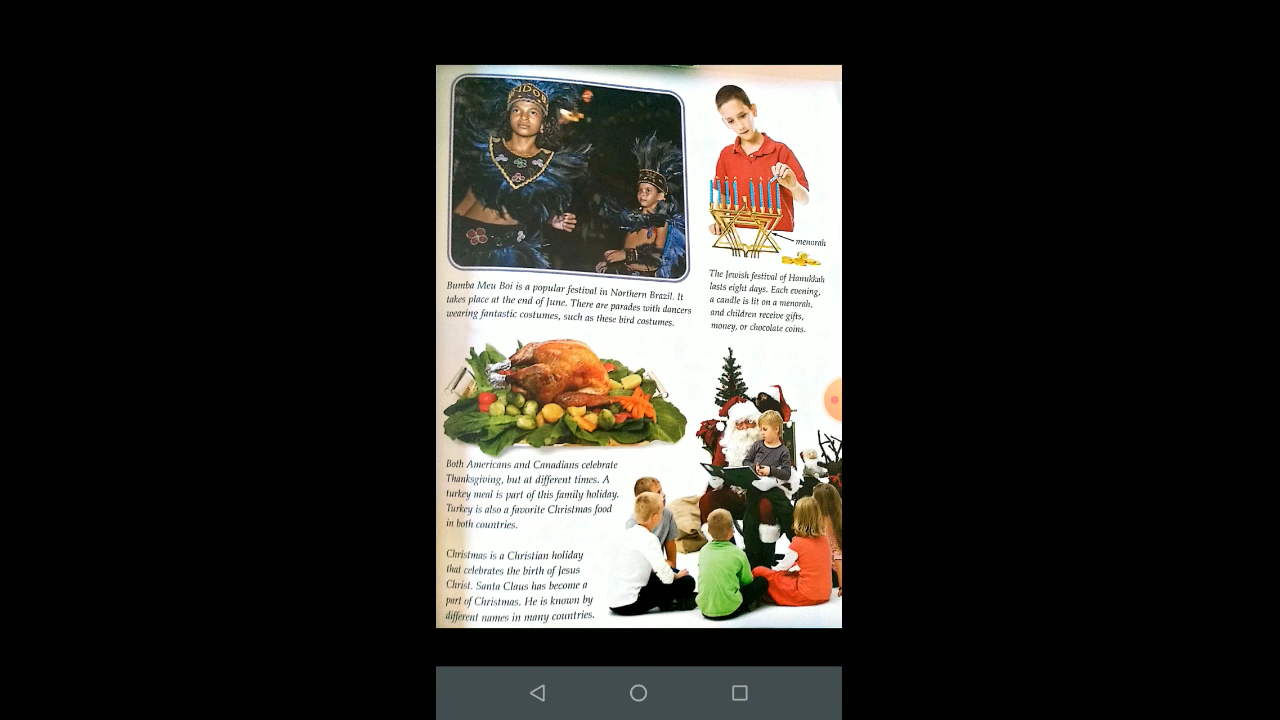 IDOR
Bumba Meu Boi is a popular festival in Northern Brazil. It
takes place at the end of June. There are parades with dancers
wearing fantastic costumes, such as these bird costumes.
menorah
The Jewish festival of Hanukkah
lasts eight days. Each evening,
a candle is lit on a menorah,
and children receive gifts,
money, or chocolate coins.
Both Americans and Canadians celebrate
Thanksgiving, but at different times. A
turkey meal is part of this family holiday.
Turkey is also a favorite Christmas food
in both countries.
Christmas is a Christian holiday
that celebrates the birth of Jesus
Christ. Santa Claus has become a
part of Christmas. He is known by
different names in many countries.